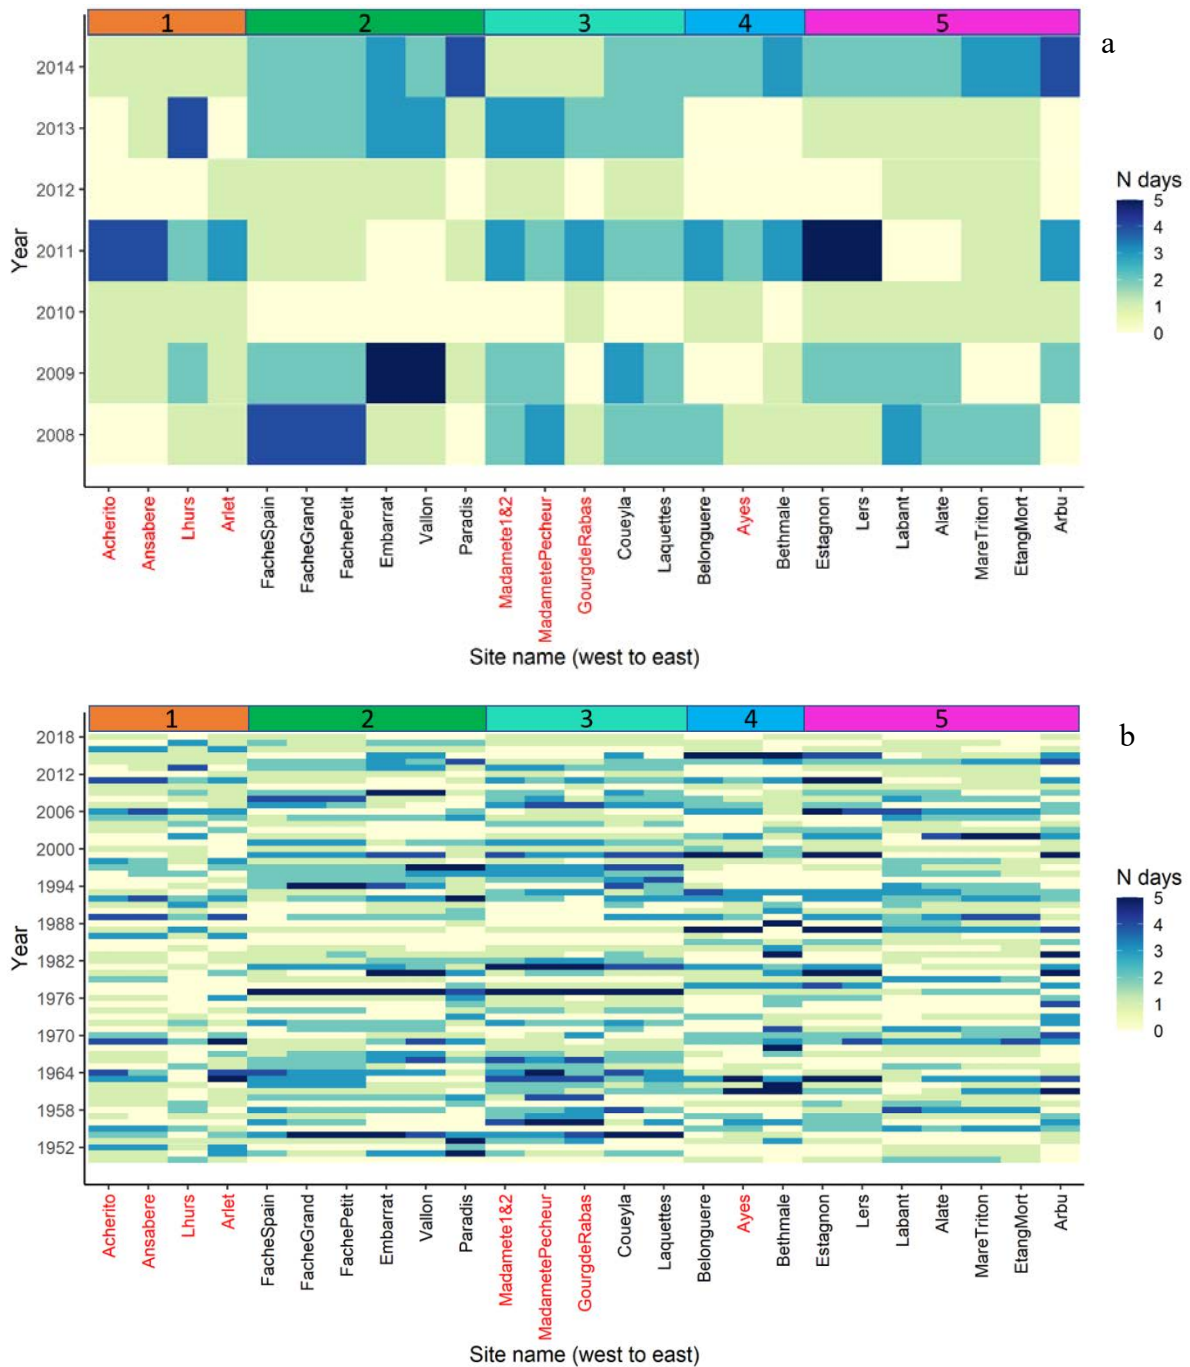 1 2 3 4 5
a
2014
2013
2012
2011
2010
2009
2008
Year
N days
5
4
3
2
1
0
Acherito
Ansabere
Lhurs
Arlet
FacheSpain
FacheGrand
FachePetit
Embarrat
Vallon
Paradis
Madamete1&2
MadametePecheur
GourgdeRabas
Coueyla
Laquettes
Belonguere
Ayes
Bethmale
Estagnon
Lers
Labant
Alate
MareTriton
EtangMort
Arbu
Site name (west to east)
1 2 3 4 5
b
2018
2012
2006
2000
1994
1988
1982
1976
1970
1964
1958
1952
Year
N days
5
4
3
2
1
0
Acherito
Ansabere
Lhurs
Arlet
FacheSpain
FacheGrand
FachePetit
Embarrat
Vallon
Paradis
Madamete1&2
MadametePecheur
GourgdeRabas
Coueyla
Laquettes
Belonguere
Ayes
Bethmale
Estagnon
Lers
Labant
Alate
MareTriton
EtangMort
Arbu
Site name (west to east)